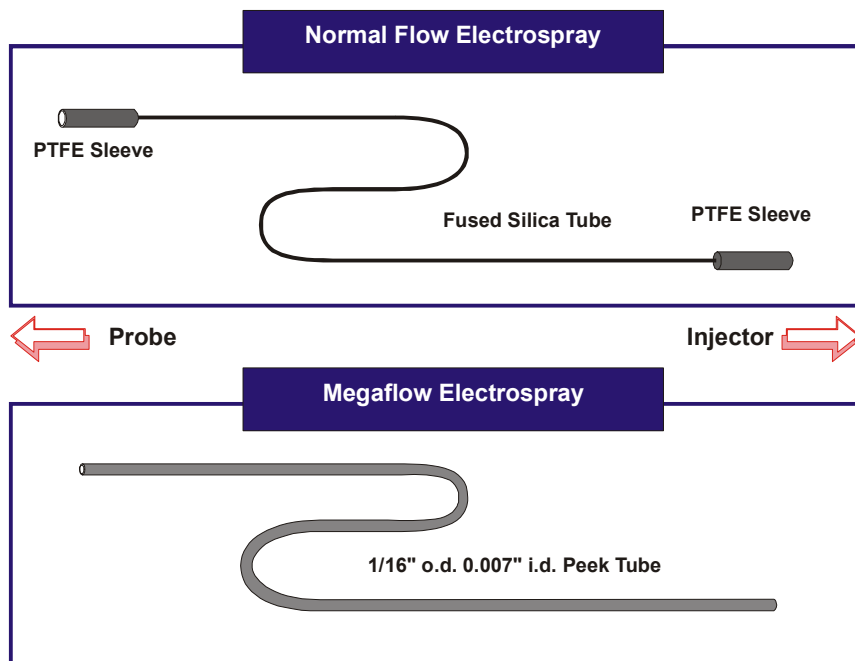 Normal Flow Electrospray
PTFE Sleeve
Fused Silica Tube
PTFE Sleeve
Probe
Injector
Megaflow Electrospray
1/16" o.d. 0.007" i.d. Peek Tube